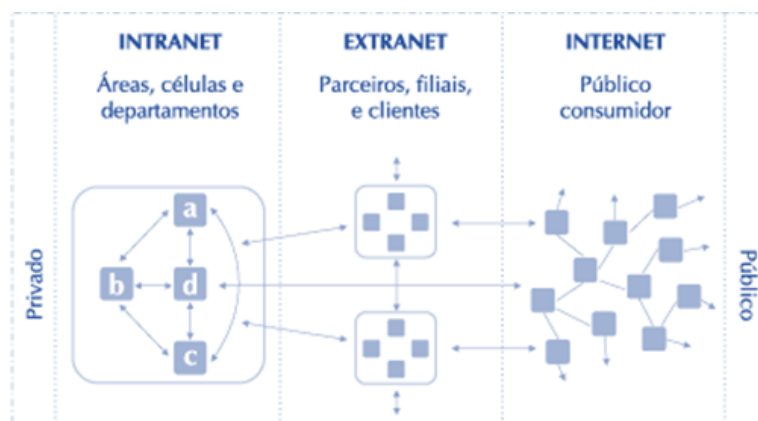 INTRANET
Áreas, células e
departamentos
EXTRANET
Parceiros, filiais,
e clientes
INTERNET
Público
consumidor
Privado
a
b
d
c
Público